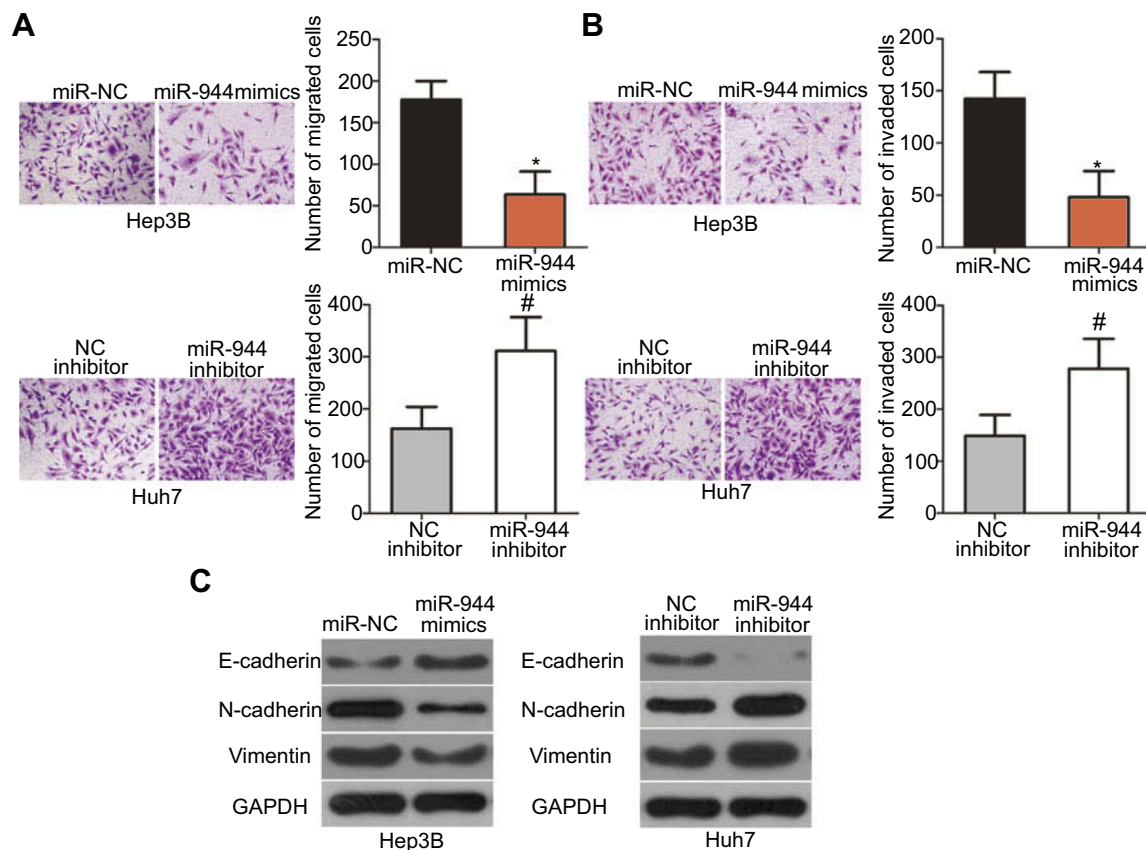 A
miR-NC
miR-944 mimics
Hep3B
Number of migrated cells
250
200
150
100
50
0
*
miR-NC
miR-944
mimics
NC
inhibitor
miR-944
inhibitor
Huh7
Number of migrated cells
400
300
200
100
0
#
NC
inhibitor
miR-944
inhibitor
B
miR-NC
miR-944 mimics
Hep3B
Number of invaded cells
200
150
100
50
0
*
miR-NC
miR-944
mimics
NC
inhibitor
miR-944
inhibitor
Huh7
Number of invaded cells
400
300
200
100
0
#
NC
inhibitor
miR-944
inhibitor
C
miR-NC
miR-944
mimics
E-cadherin
N-cadherin
Vimentin
GAPDH
Hep3B
NC
inhibitor
miR-944
inhibitor
E-cadherin
N-cadherin
Vimentin
GAPDH
Huh7